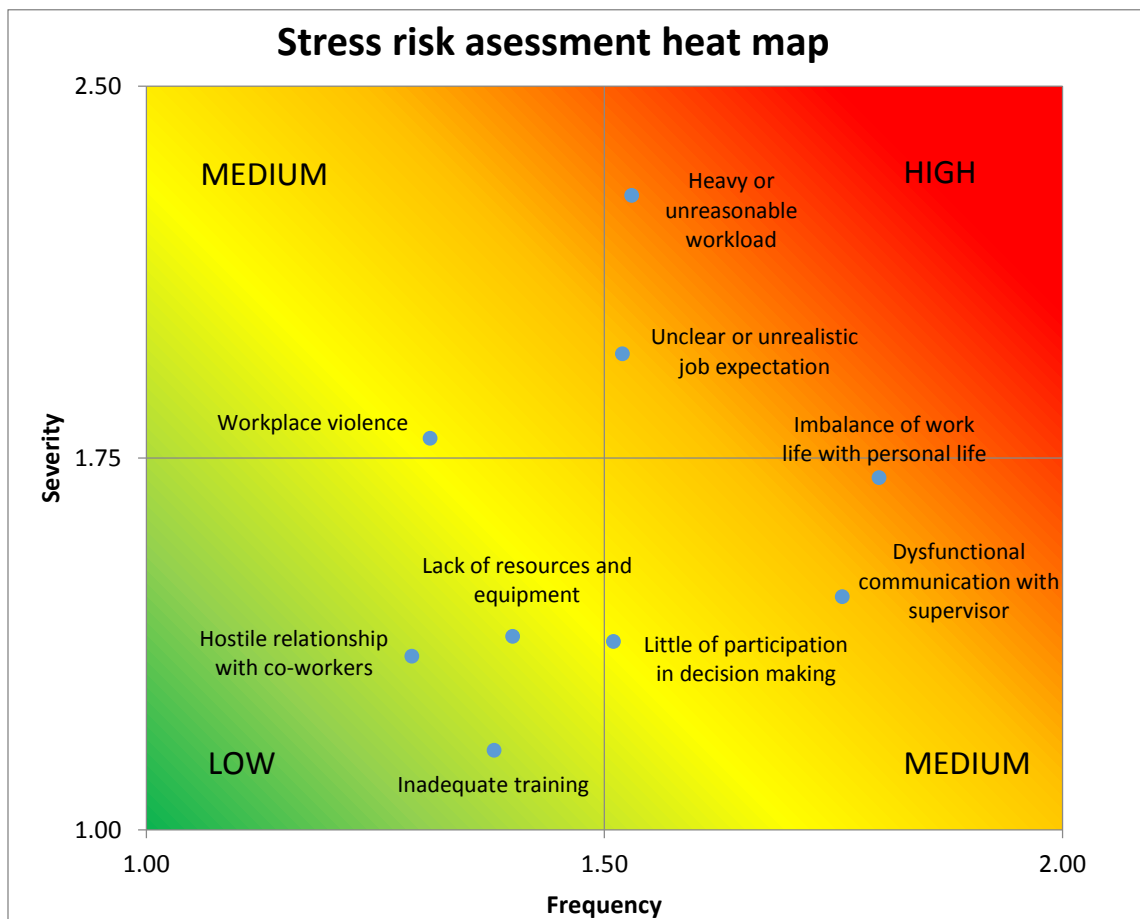 Stress risk asessment heat map
2.50
MEDIUM
HIGH
Heavy or
unreasonable
workload
Unclear or unrealistic
job expectation
Workplace violence
Imbalance of work
life with personal life
1.75
Severity
Dysfunctional
communication with
supervisor
Lack of resources and
equipment
Hostile relationship
with co-workers
Little of participation
in decision making
LOW
MEDIUM
Inadequate training
1.00
1.00
1.50
2.00
Frequency